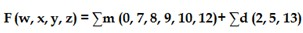 F (w, x, y, z) = ∑m (0, 7, 8, 9, 10, 12)+ ∑d (2, 5, 13)